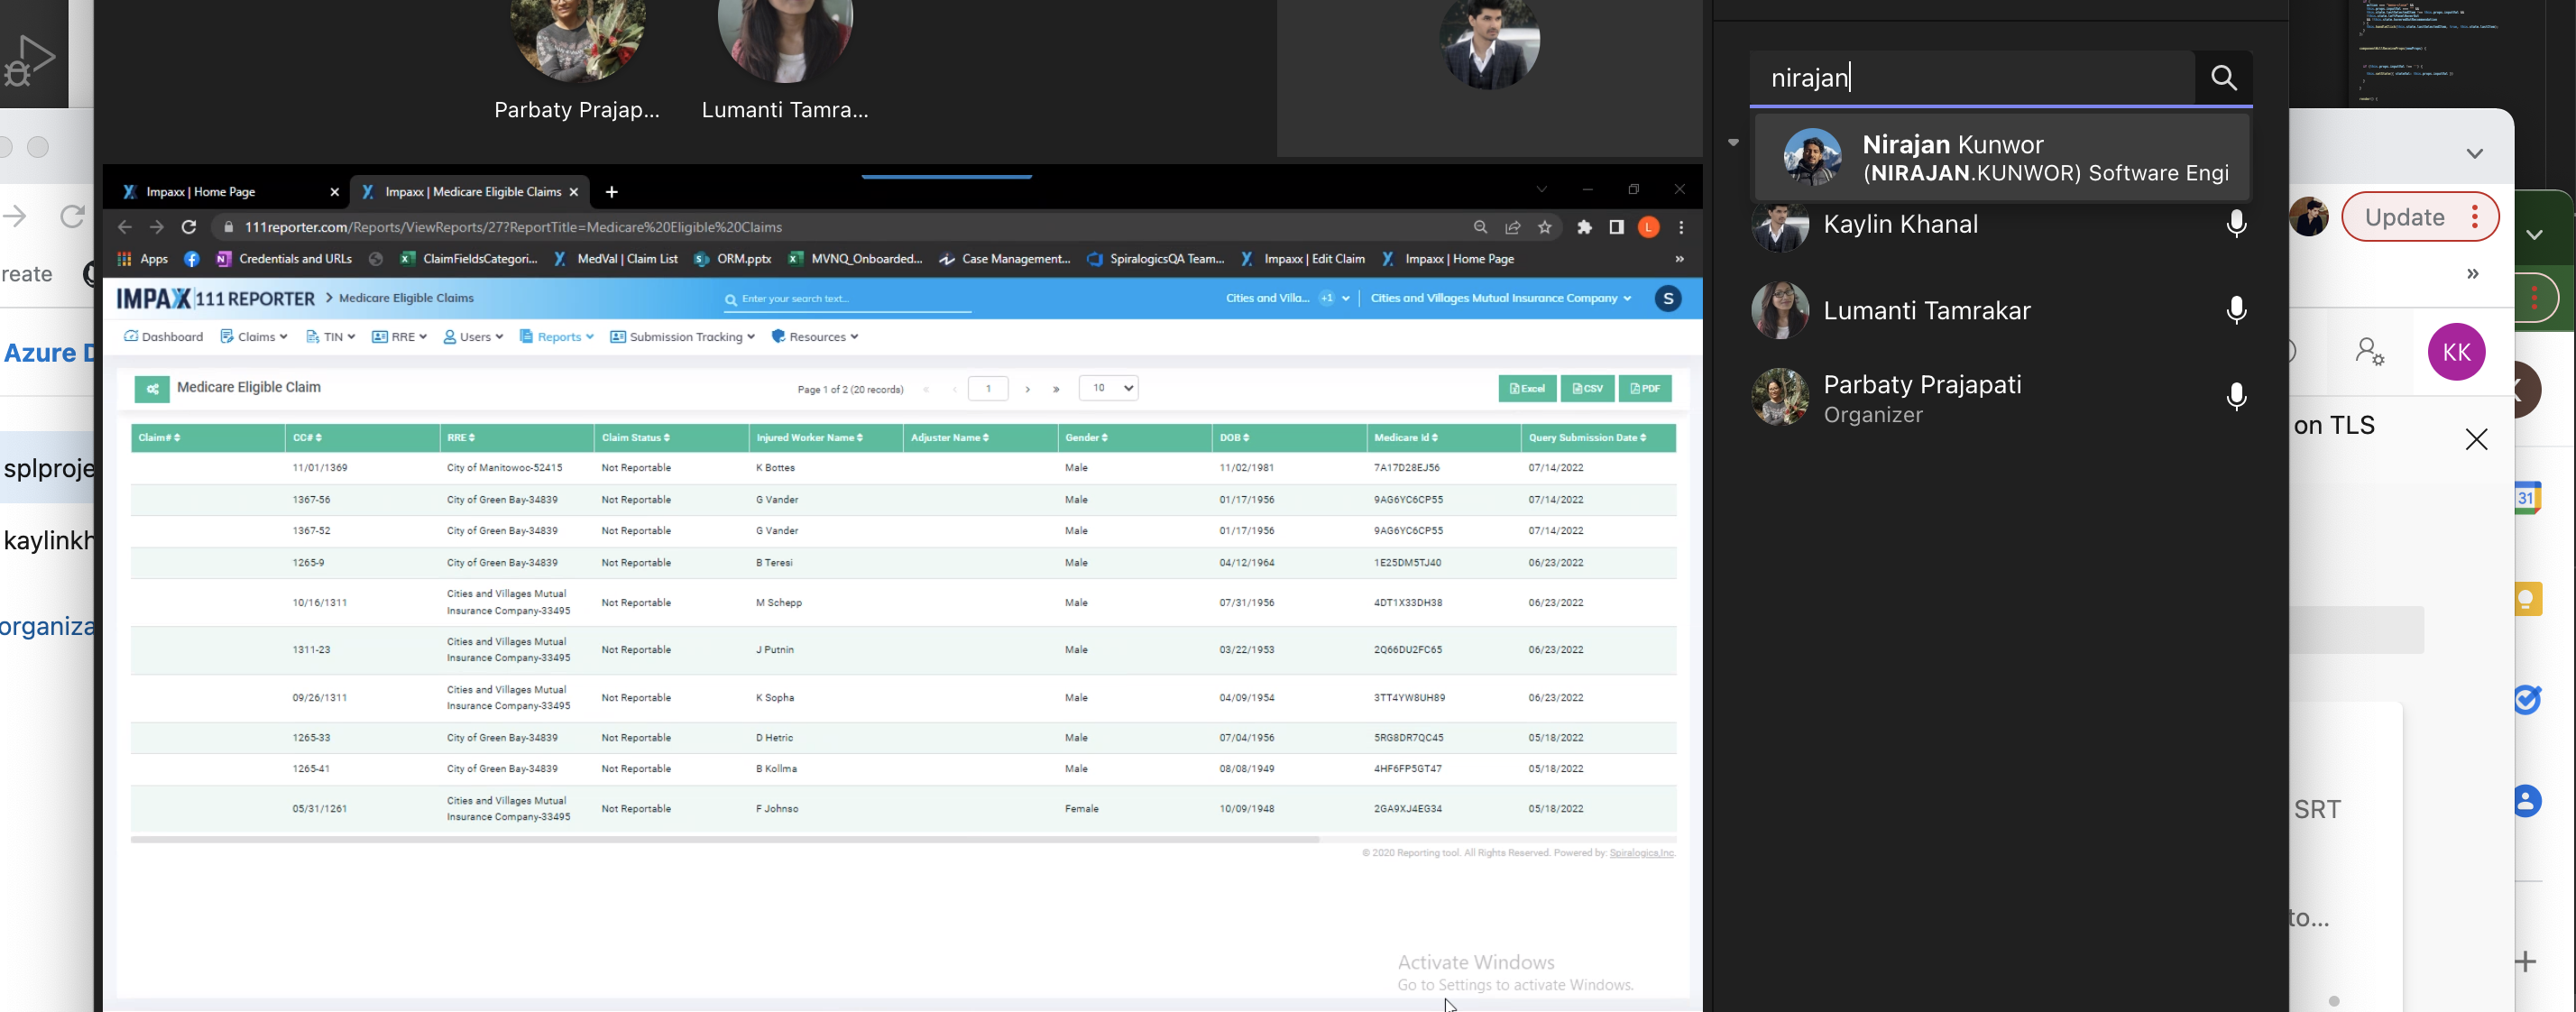 Parbaty Prajap...
Lumanti Tamra...
nirajan
Nirajan Kunwor
(NIRAJAN.KUNWOR) Software Engi
Kaylin Khanal
Lumanti Tamrakar
Parbaty Prajapati
Organizer
Impaxx | Home Page
Impaxx | Medicare Eligible Claims
111reporter.com/Reports/ViewReports/27?ReportTitle=Medicare%20Eligible%20Claims
L
Apps
Credentials and URLs
ClaimFieldsCategori...
MedVal | Claim List
ORM.pptx
MVNQ_Onboarded...
Case Management...
SpiralogicsQA Team...
Impaxx | Edit Claim
Impaxx | Home Page
»
IMPAXX 111 REPORTER > Medicare Eligible Claims
Enter your search text...
Cities and Villa... +1
Cities and Villages Mutual Insurance Company
S
Dashboard Claims TIN RRE Users Reports Submission Tracking Resources
Medicare Eligible Claim
Page 1 of 2 (20 records) « ‹ 1 › » 10
Excel CSV PDF
Claim# CC# RRE Claim Status Injured Worker Name Adjuster Name Gender DOB Medicare Id Query Submission Date
11/01/1369 City of Manitowoc-52415 Not Reportable K Bottes Male 11/02/1981 7A17D28EJ56 07/14/2022
1367-56 City of Green Bay-34839 Not Reportable G Vander Male 01/17/1956 9AG6YC6CP55 07/14/2022
1367-52 City of Green Bay-34839 Not Reportable G Vander Male 01/17/1956 9AG6YC6CP55 07/14/2022
1265-9 City of Green Bay-34839 Not Reportable B Teresi Male 04/12/1964 1E25DM5TJ40 06/23/2022
Cities and Villages Mutual
10/16/1311 Insurance Company-33495 Not Reportable M Schepp Male 07/31/1956 4DT1X33DH38 06/23/2022
Cities and Villages Mutual
1311-23 Insurance Company-33495 Not Reportable J Putnin Male 03/22/1953 2Q66DU2FC65 06/23/2022
Cities and Villages Mutual
09/26/1311 Insurance Company-33495 Not Reportable K Sopha Male 04/09/1954 3TT4YW8UH89 06/23/2022
1265-33 City of Green Bay-34839 Not Reportable D Hetric Male 07/04/1956 5RG8DR7QC45 05/18/2022
1265-41 City of Green Bay-34839 Not Reportable B Kollma Male 08/08/1949 4HF6FP5GT47 05/18/2022
Cities and Villages Mutual
05/31/1261 Insurance Company-33495 Not Reportable F Johnso Female 10/09/1948 2GA9XJ4EG34 05/18/2022
© 2020 Reporting tool. All Rights Reserved. Powered by: Spiralogics,Inc.
Activate Windows
Go to Settings to activate Windows.
reate
Azure D
splproje
kaylinkh
organiza
Update
»
KK
on TLS
31
SRT
to...